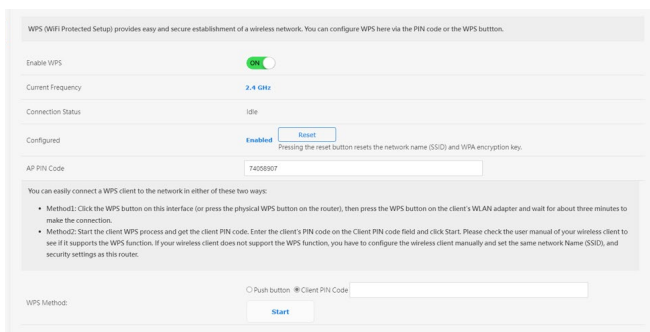 WPS (WiFi Protected Setup) provides easy and secure establishment of a wireless network. You can configure WPS here via the PIN code or the WPS buttton.
Enable WPS
ON
Current Frequency
2.4 GHz
Connection Status
Idle
Configured
Enabled
Reset
Pressing the reset button resets the network name (SSID) and WPA encryption key.
AP PIN Code
74058907
You can easily connect a WPS client to the network in either of these two ways:
• Method1: Click the WPS button on this interface (or press the physical WPS button on the router), then press the WPS button on the client's WLAN adapter and wait for about three minutes to
make the connection.
• Method2: Start the client WPS process and get the client PIN code. Enter the client's PIN code on the Client PIN code field and click Start. Please check the user manual of your wireless client to
see if it supports the WPS function. If your wireless client does not support the WPS function, you have to configure the wireless client manually and set the same network Name (SSID), and
security settings as this router.
WPS Method:
Push button Client PIN Code
Start